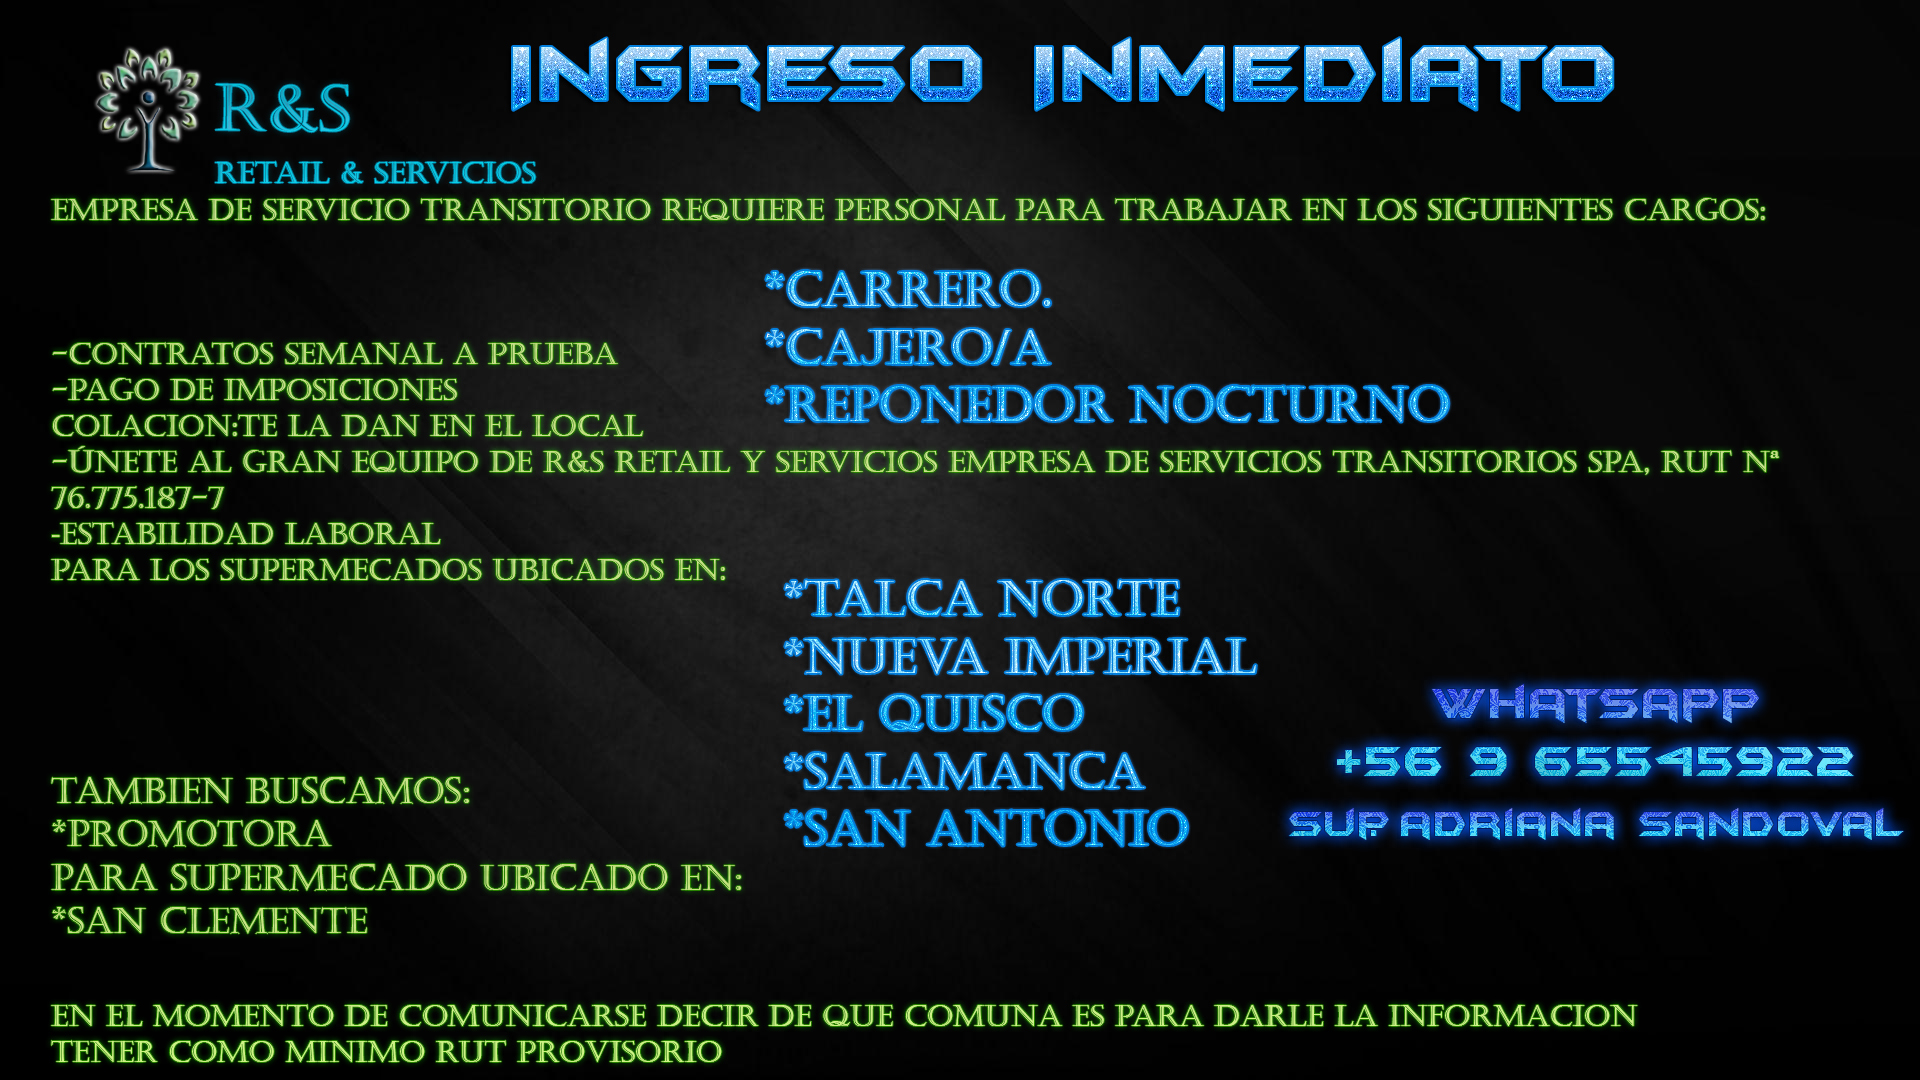 INGRESO INMEDIATO
R&S
RETAIL & SERVICIOS
EMPRESA DE SERVICIO TRANSITORIO REQUIERE PERSONAL PARA TRABAJAR EN LOS SIGUIENTES CARGOS:
*CARRERO.
*CAJERO/A
*REPONEDOR NOCTURNO
-CONTRATOS SEMANAL A PRUEBA
-PAGO DE IMPOSICIONES
COLACION:TE LA DAN EN EL LOCAL
-ÚNETE AL GRAN EQUIPO DE R&S RETAIL Y SERVICIOS EMPRESA DE SERVICIOS TRANSITORIOS SPA, RUT Nª
76.775.187-7
-ESTABILIDAD LABORAL
PARA LOS SUPERMECADOS UBICADOS EN:
*TALCA NORTE
*NUEVA IMPERIAL
*EL QUISCO
*SALAMANCA
*SAN ANTONIO
WHATSAPP
+56 9 65545922
SUP. ADRIANA SANDOVAL
TAMBIEN BUSCAMOS:
*PROMOTORA
PARA SUPERMECADO UBICADO EN:
*SAN CLEMENTE
EN EL MOMENTO DE COMUNICARSE DECIR DE QUE COMUNA ES PARA DARLE LA INFORMACION
TENER COMO MINIMO RUT PROVISORIO